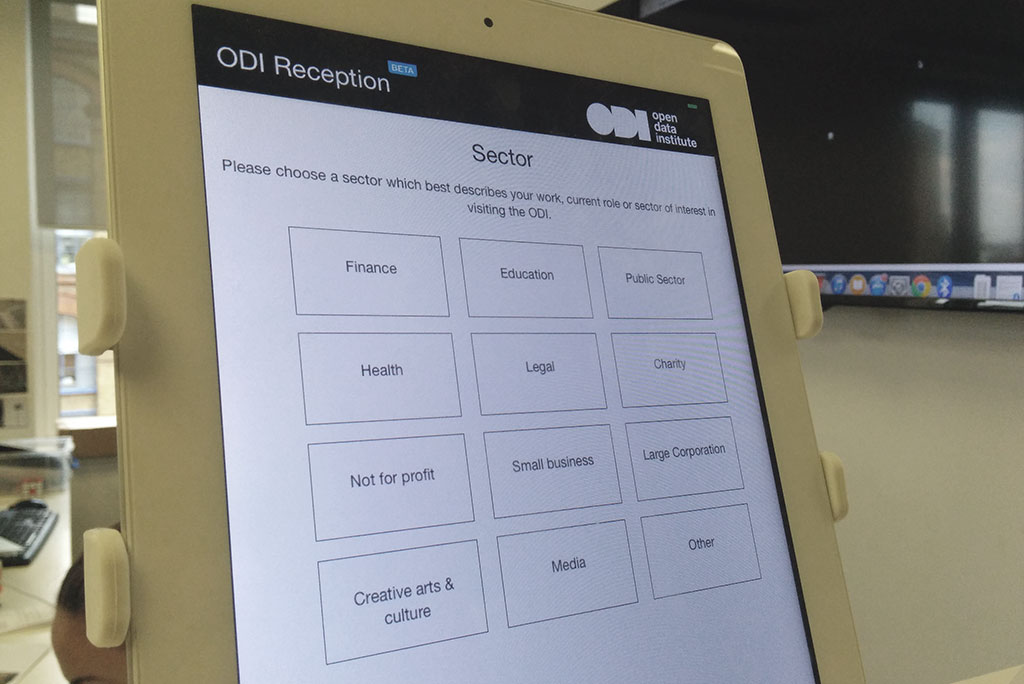 ODI Reception BETA
ODI open
data
institute
Sector
Please choose a sector which best describes your work, current role or sector of interest in
visiting the ODI.
Finance
Education
Public Sector
Health
Legal
Charity
Not for profit
Small business
Large Corporation
Creative arts &
culture
Media
Other